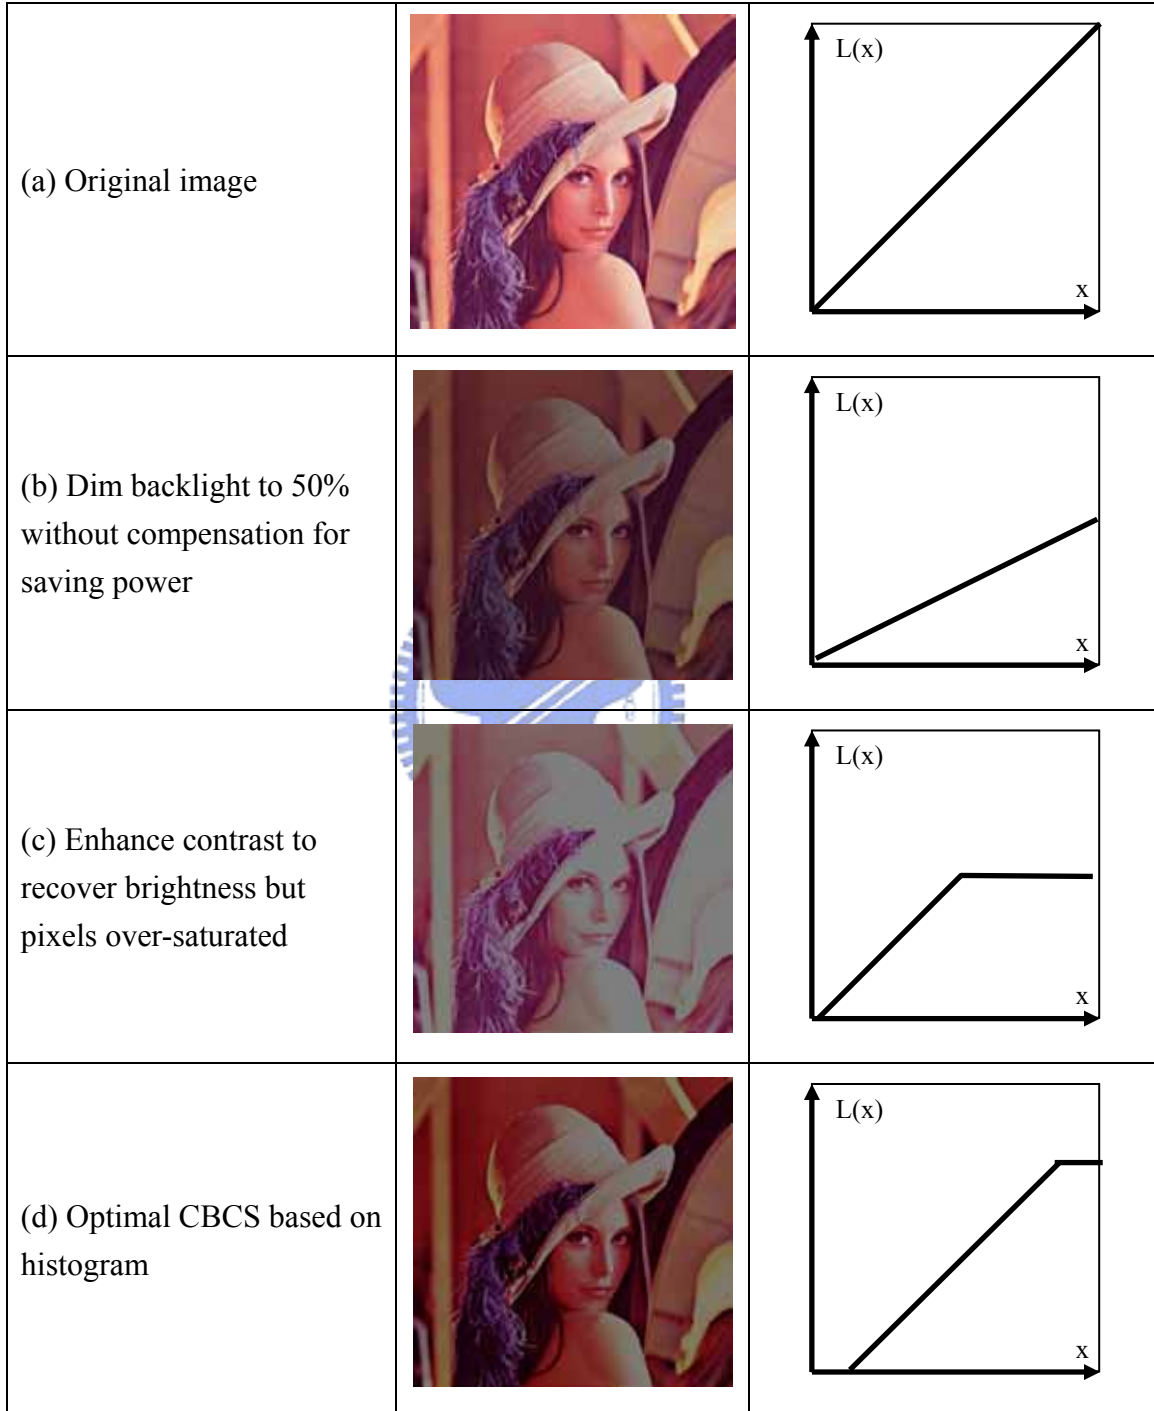 (a) Original image
L(x)
x
(b) Dim backlight to 50%
without compensation for
saving power
L(x)
x
(c) Enhance contrast to
recover brightness but
pixels over-saturated
L(x)
x
(d) Optimal CBCS based on
histogram
L(x)
x